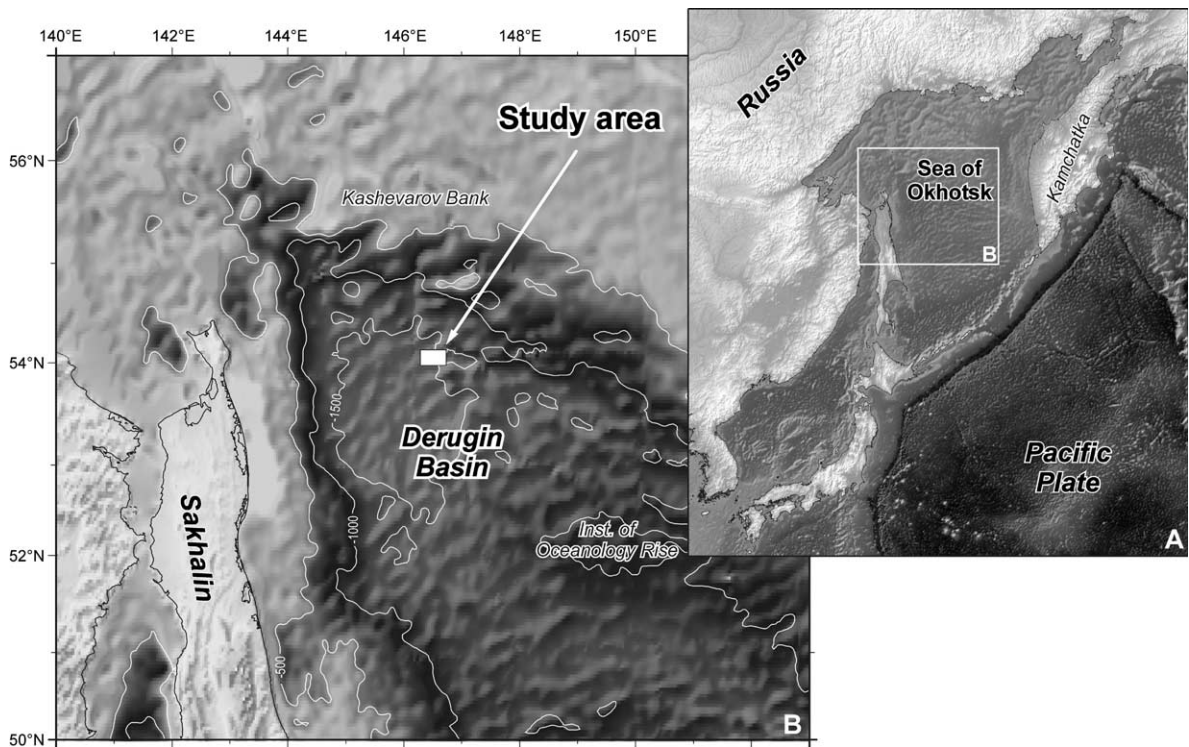 140°E
142°E
144°E
146°E
148°E
150°E
56°N
54°N
52°N
50°N
Study area
Kashevarov Bank
Derugin
Basin
Sakhalin
Inst. of
Oceanology Rise
-1500
-1000
-500
B
Russia
Kamchatka
Sea of
Okhotsk
B
Pacific
Plate
A